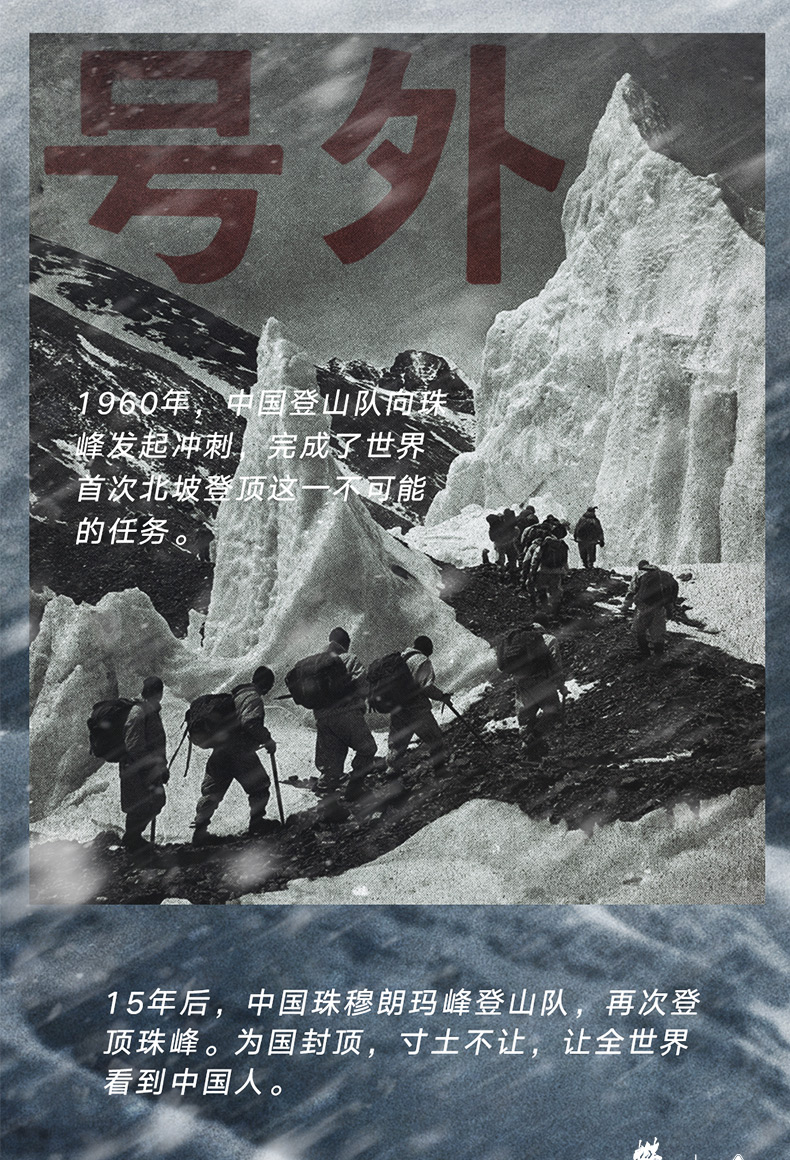 号外
1960年，中国登山队向珠
峰发起冲刺，完成了世界
首次北坡登顶这一不可能
的任务。
15年后，中国珠穆朗玛峰登山队，再次登
顶珠峰。为国封顶，寸土不让，让全世界
看到中国人。